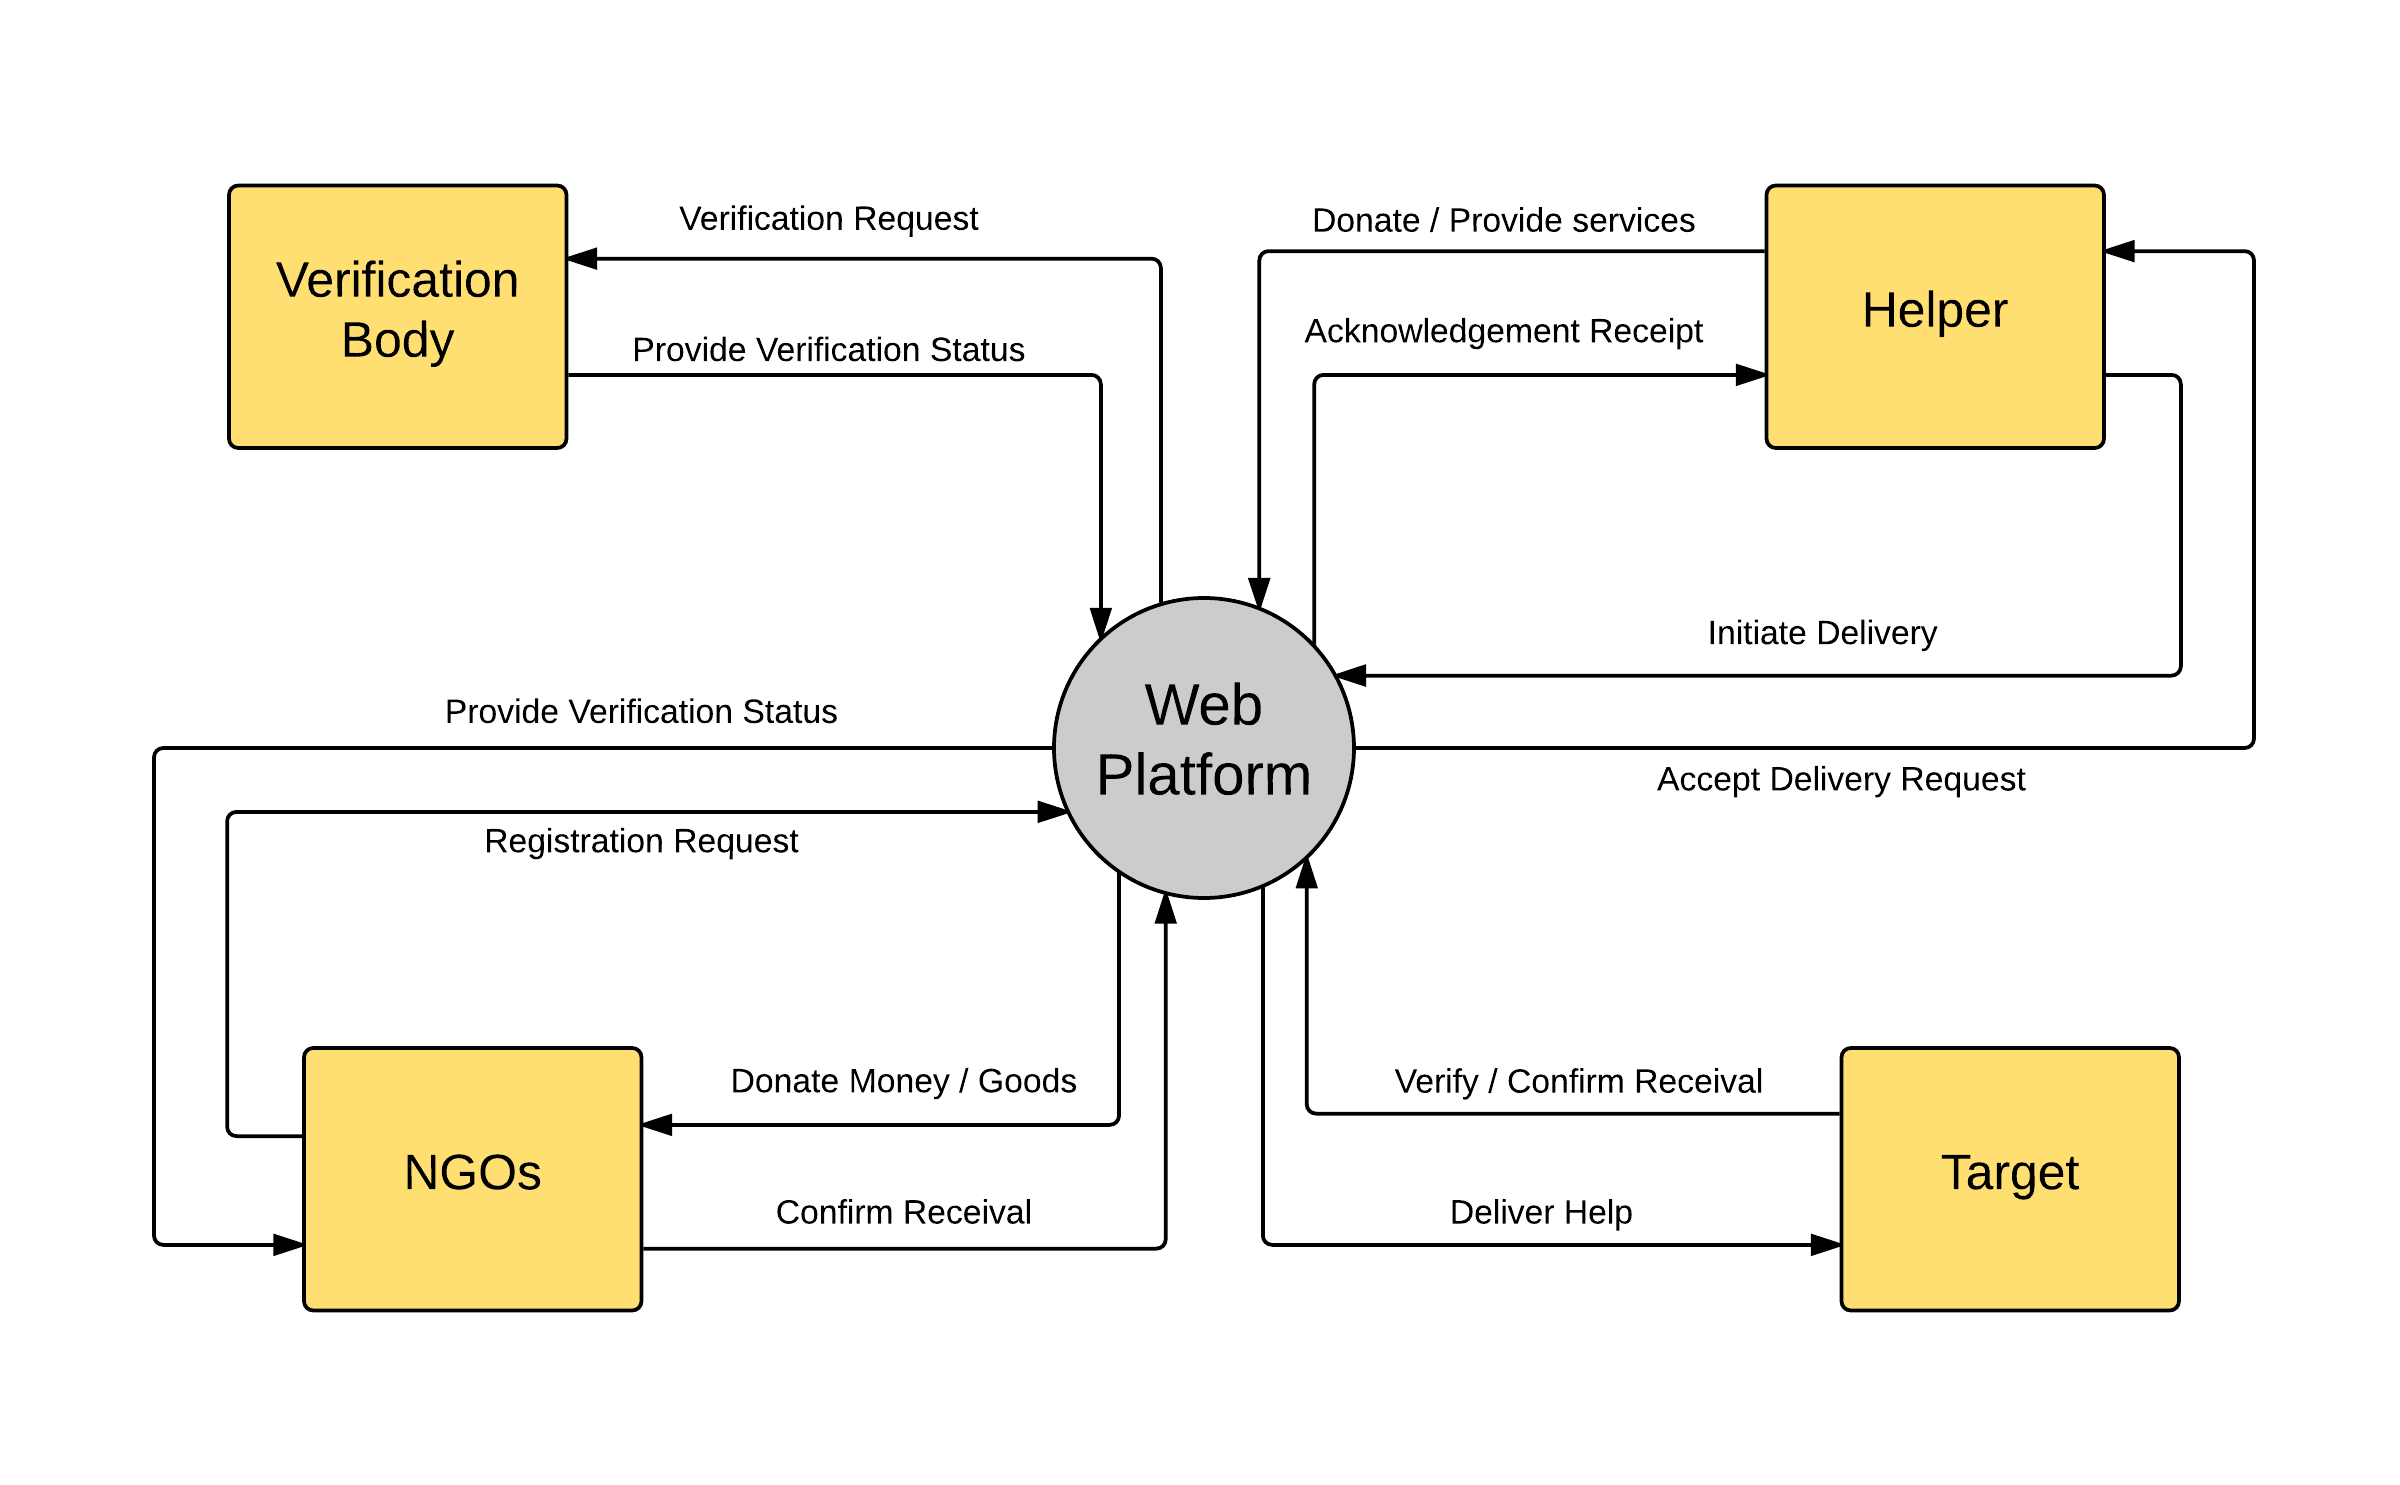 Verification Request
Donate / Provide services
Verification
Body
Helper
Provide Verification Status
Acknowledgement Receipt
Initiate Delivery
Web
Platform
Provide Verification Status
Accept Delivery Request
Registration Request
Donate Money / Goods
Verify / Confirm Receival
NGOs
Target
Confirm Receival
Deliver Help